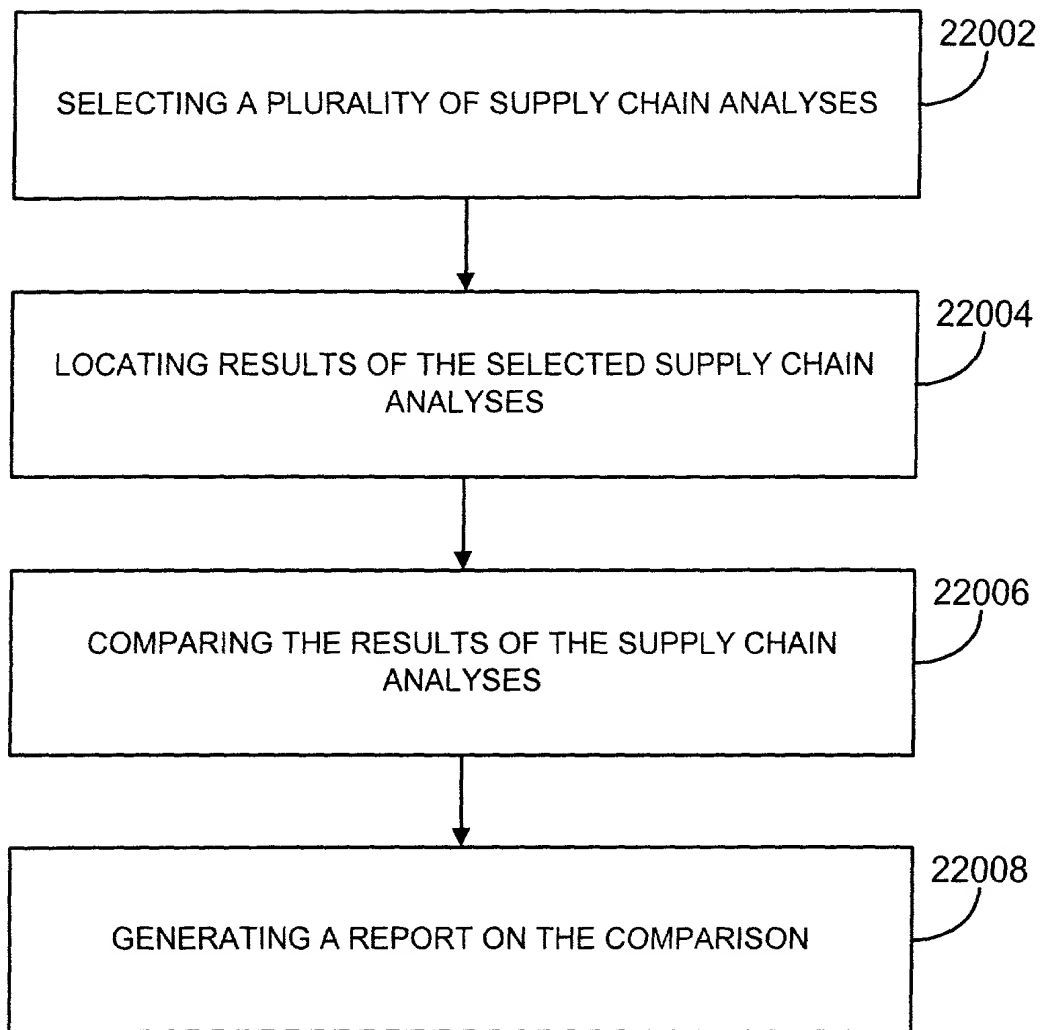 22002
SELECTING A PLURALITY OF SUPPLY CHAIN ANALYSES
22004
LOCATING RESULTS OF THE SELECTED SUPPLY CHAIN
ANALYSES
22006
COMPARING THE RESULTS OF THE SUPPLY CHAIN
ANALYSES
22008
GENERATING A REPORT ON THE COMPARISON